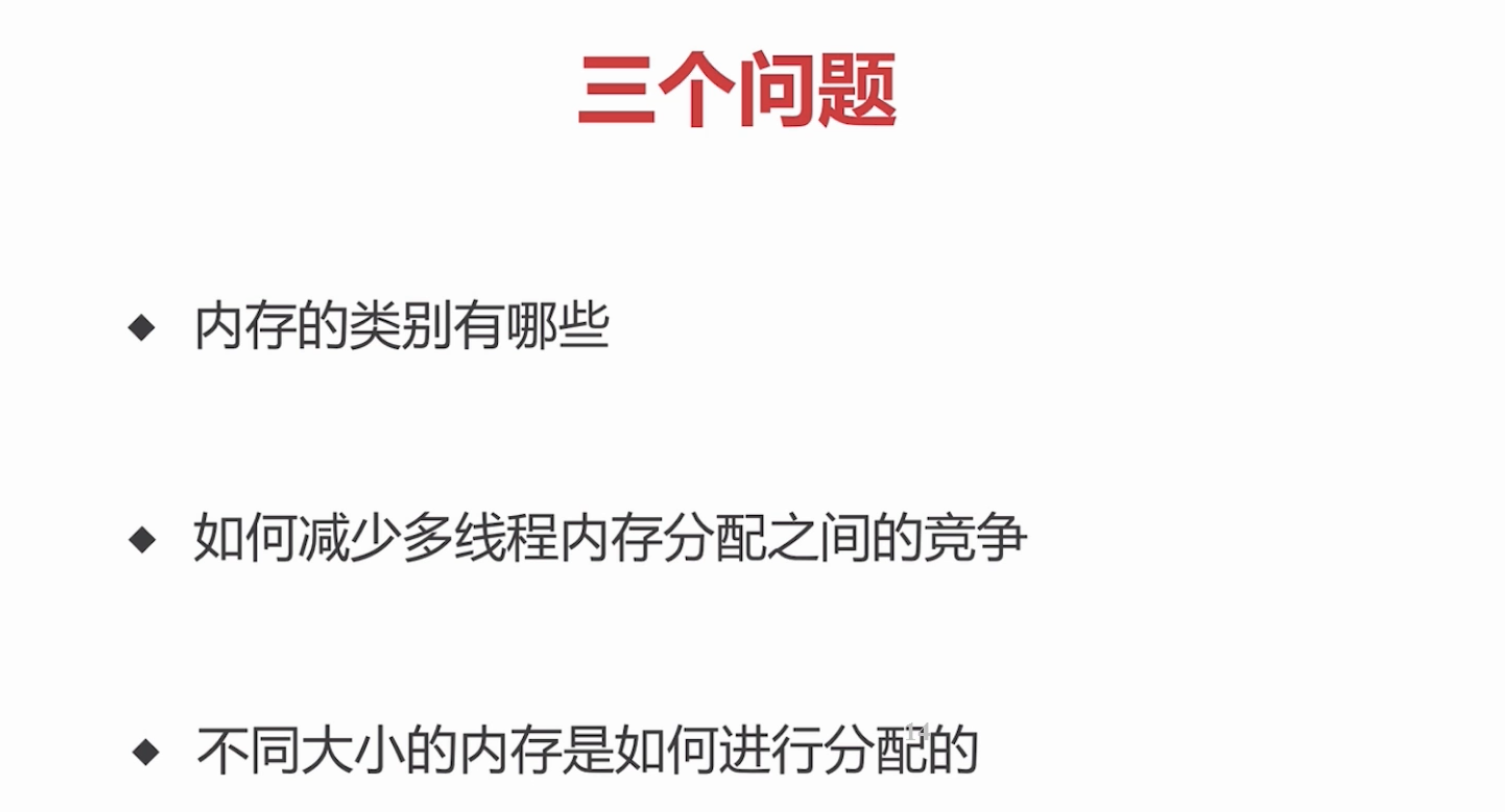 三个问题
◆ 内存的类别有哪些
◆ 如何减少多线程内存分配之间的竞争
14
◆ 不同大小的内存是如何进行分配的